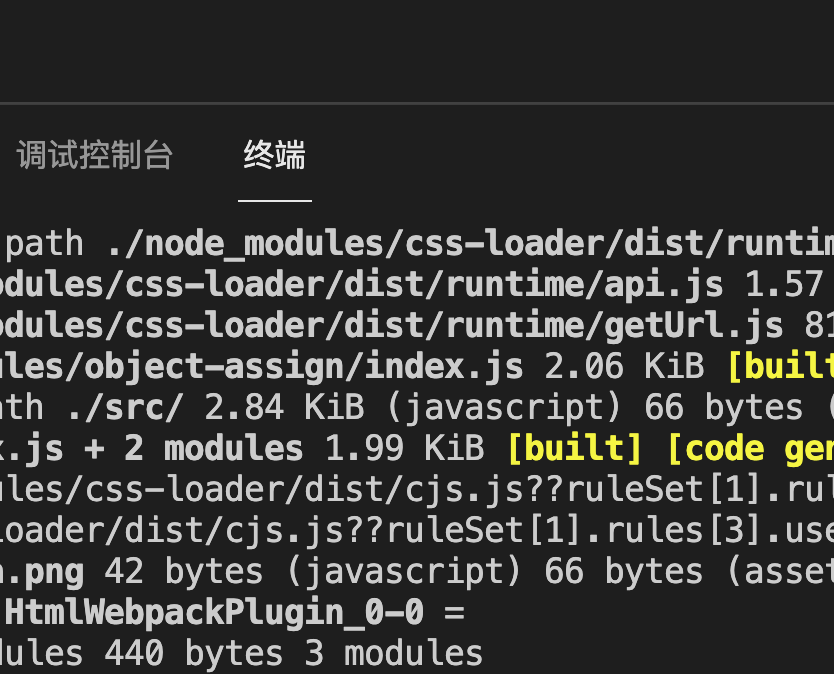 调试控制台 终端
path ./node_modules/css-loader/dist/runtim
odules/css-loader/dist/runtime/api.js 1.57
odules/css-loader/dist/runtime/getUrl.js 81
ules/object-assign/index.js 2.06 KiB [built
ath ./src/ 2.84 KiB (javascript) 66 bytes (
x.js + 2 modules 1.99 KiB [built] [code gen
ules/css-loader/dist/cjs.js??ruleSet[1].rul
loader/dist/cjs.js??ruleSet[1].rules[3].use
.png 42 bytes (javascript) 66 bytes (asset
HtmlWebpackPlugin_0-0 =
dules 440 bytes 3 modules